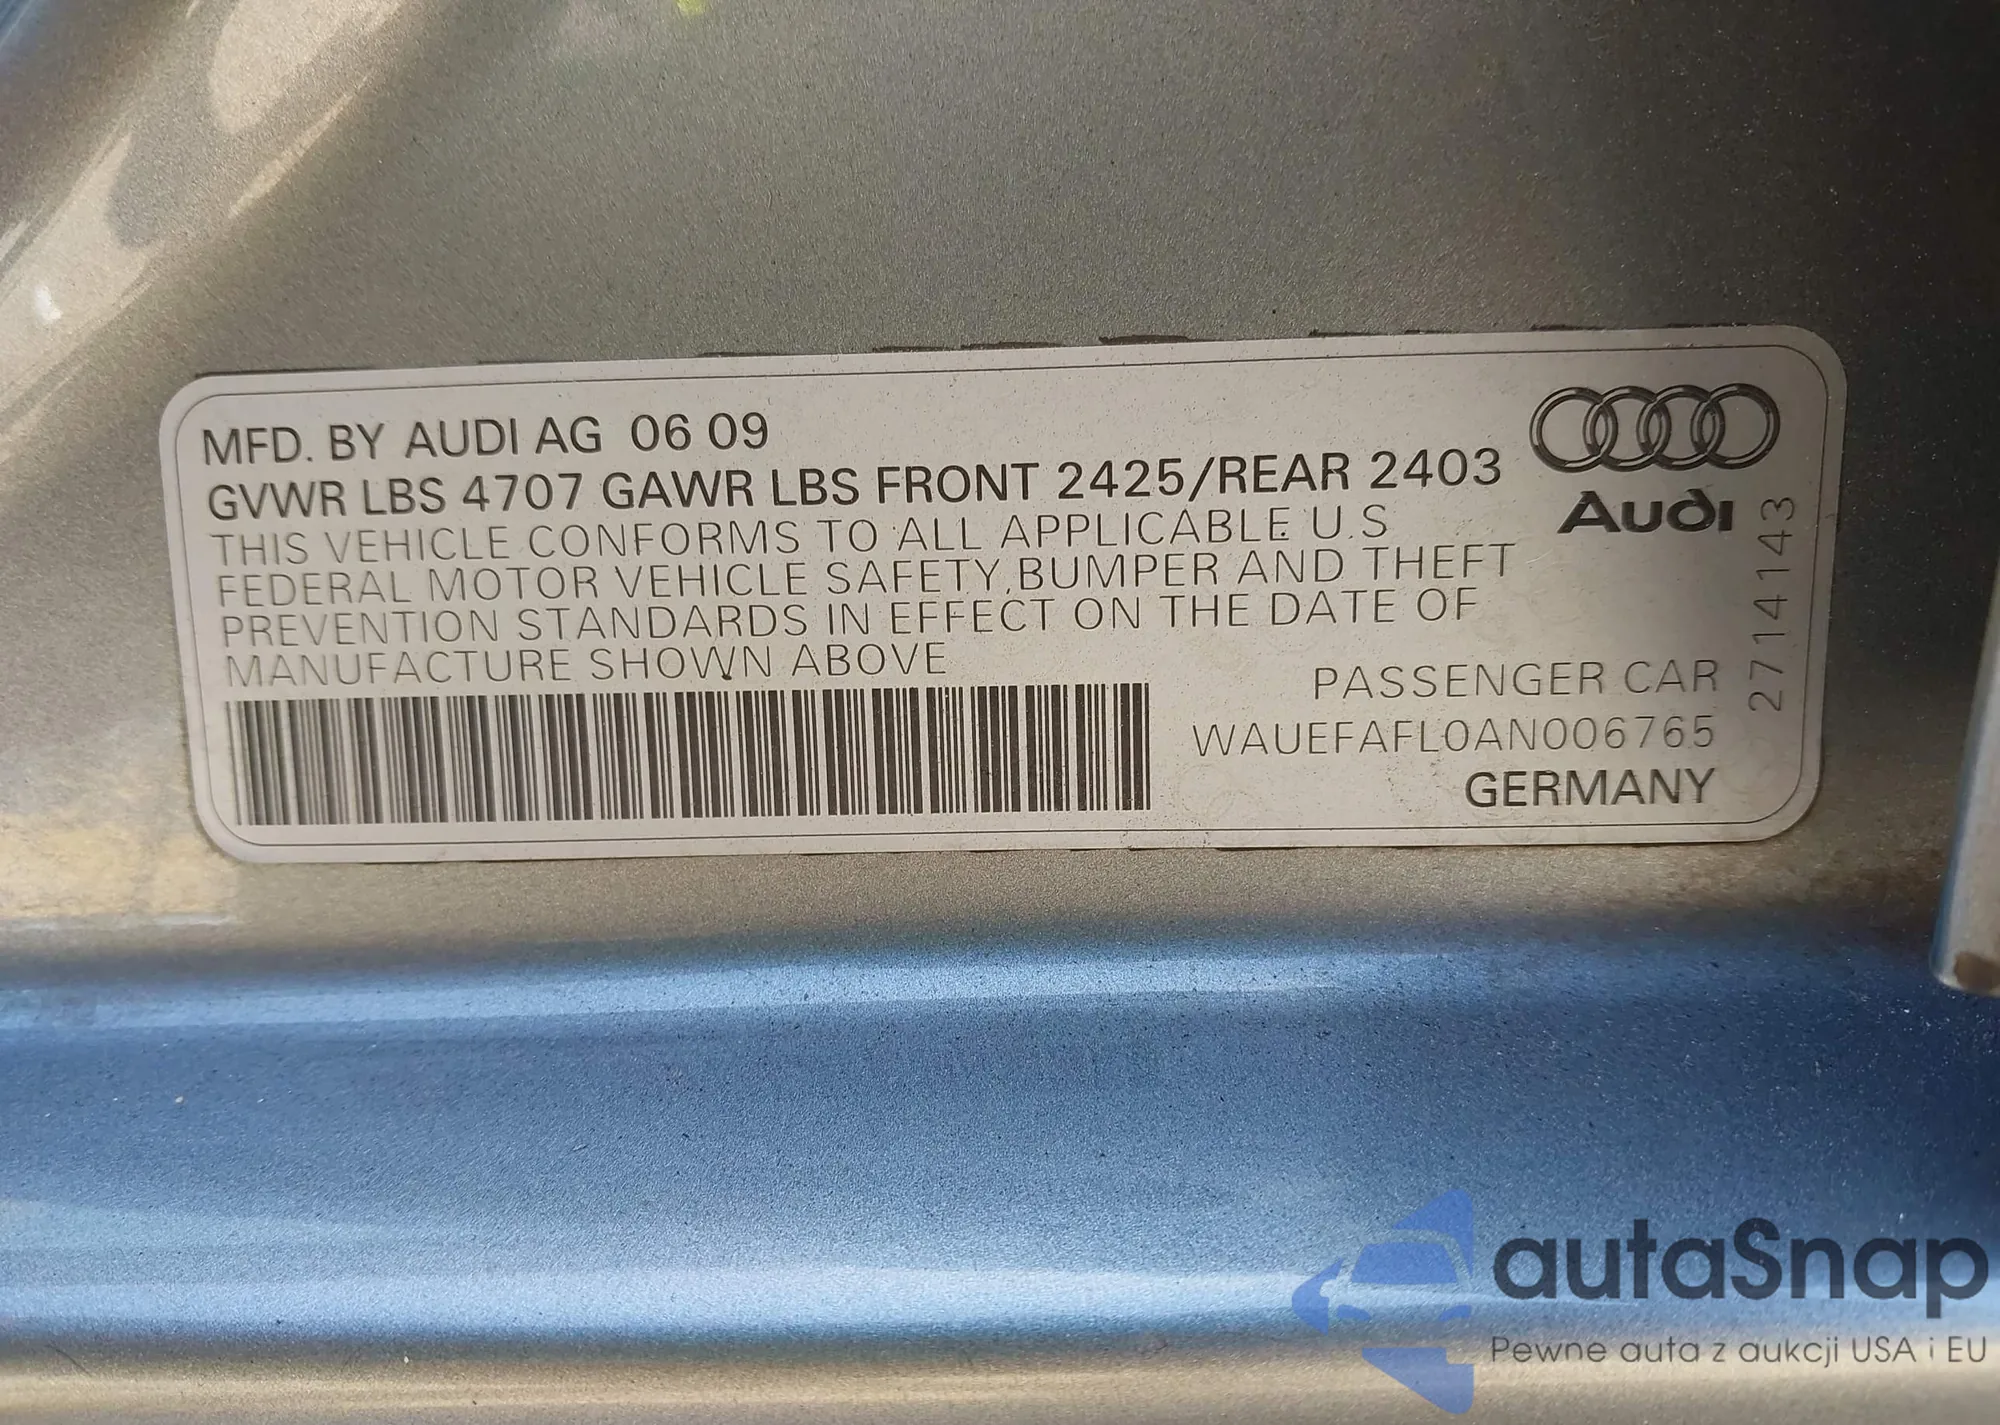 MFD. BY AUDI AG 06 09
GVWR LBS 4707 GAWR LBS FRONT 2425/REAR 2403
THIS VEHICLE CONFORMS TO ALL APPLICABLE U.S
FEDERAL MOTOR VEHICLE SAFETY, BUMPER AND THEFT
PREVENTION STANDARDS IN EFFECT ON THE DATE OF
MANUFACTURE SHOWN ABOVE
Audi
2714143
PASSENGER CAR
WAUEFAFL0AN006765
GERMANY
autaSnap
Pewne auta z aukcji USA i EU